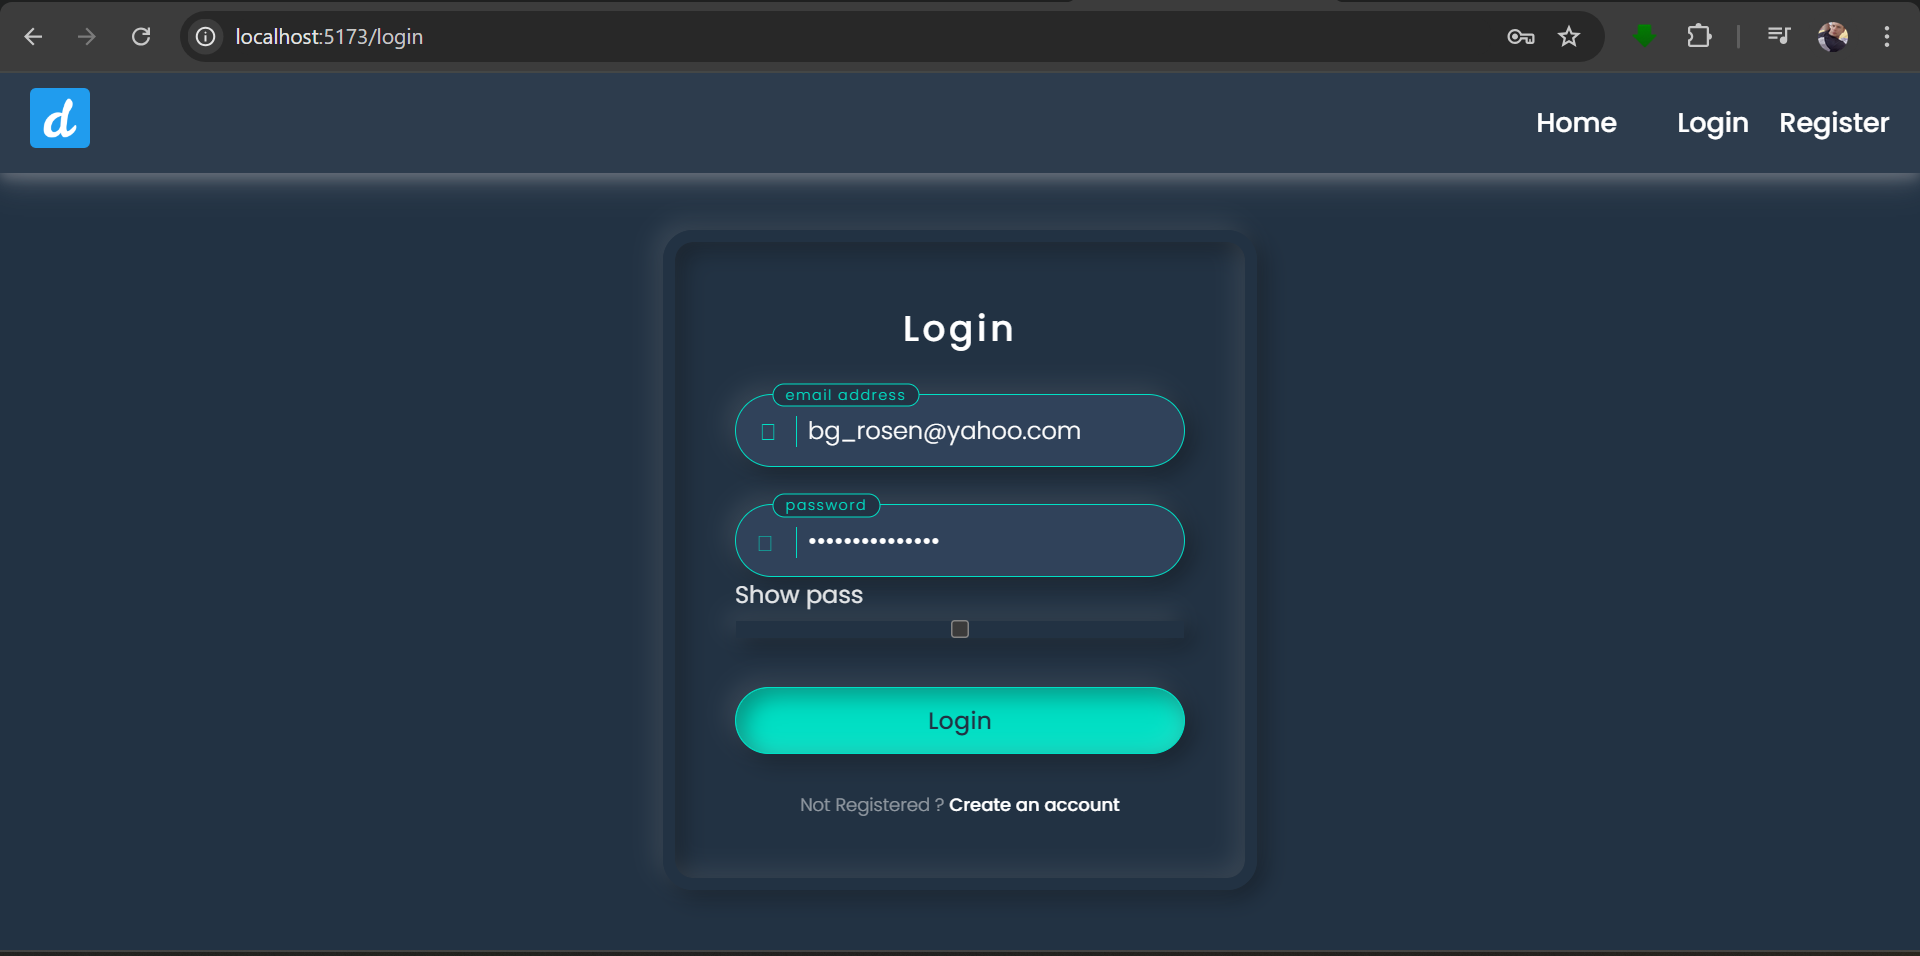 localhost:5173/login
d
Home Login Register
Login
email address
bg_rosen@yahoo.com
password
•••••••••••••••
Show pass
Login
Not Registered ? Create an account